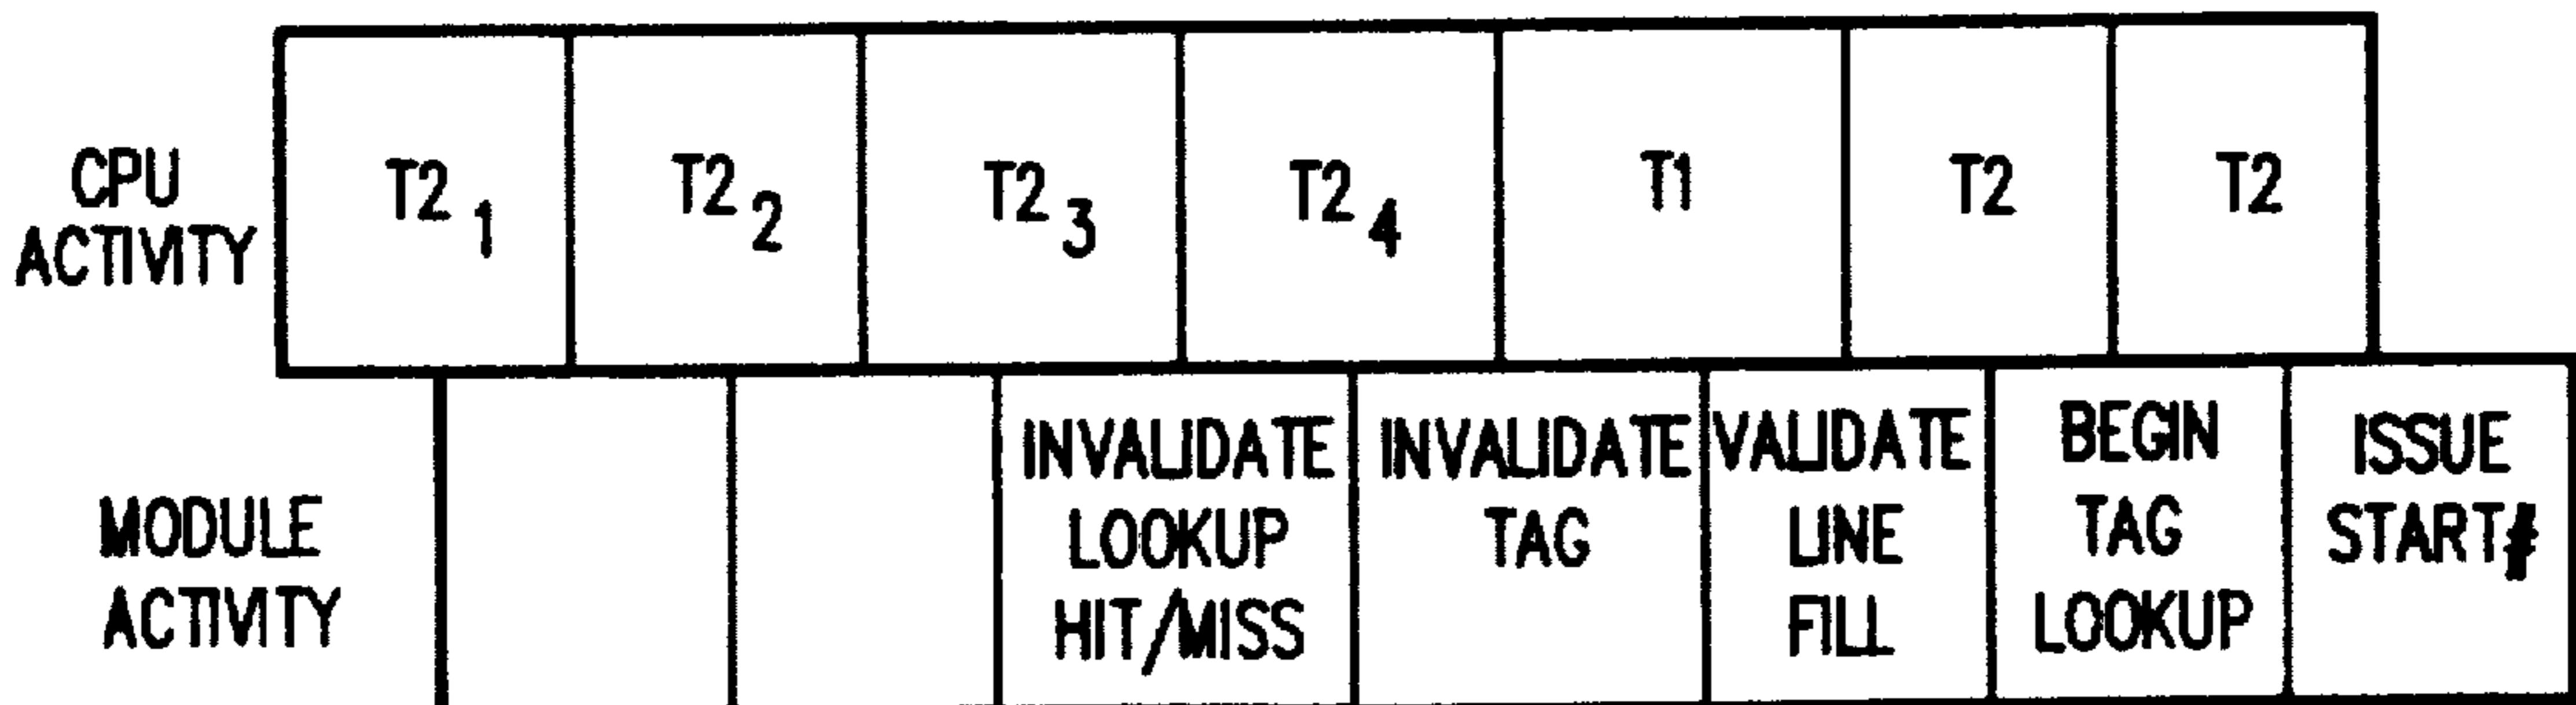 CPU
ACTIVITY
T2 1
T2 2
T2 3
T2 4
T1
T2
T2
MODULE
ACTIVITY
INVALIDATE
LOOKUP
HIT/MISS
INVALIDATE
TAG
VALIDATE
LINE
FILL
BEGIN
TAG
LOOKUP
ISSUE
START#